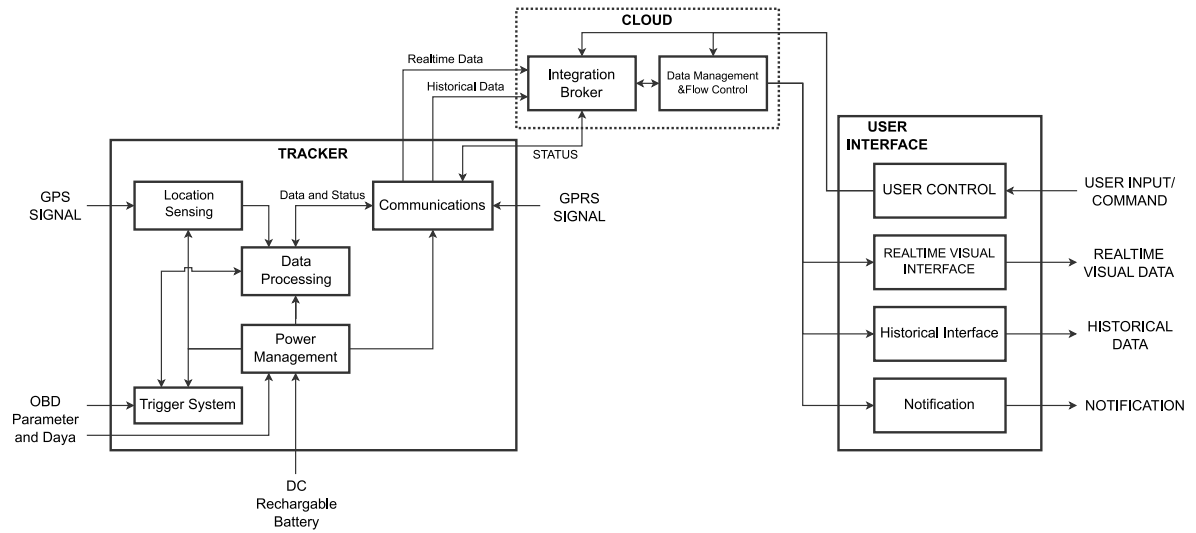 CLOUD
Realtime Data
Historical Data
Integration
Broker
Data Management
&Flow Control
STATUS
TRACKER
GPS
SIGNAL
Location
Sensing
Data and Status
Communications
GPRS
SIGNAL
Data
Processing
Power
Management
Trigger System
OBD
Parameter
and Daya
DC
Rechargable
Battery
USER
INTERFACE
USER CONTROL
USER INPUT/
COMMAND
REALTIME VISUAL
INTERFACE
REALTIME
VISUAL DATA
Historical Interface
HISTORICAL
DATA
Notification
NOTIFICATION